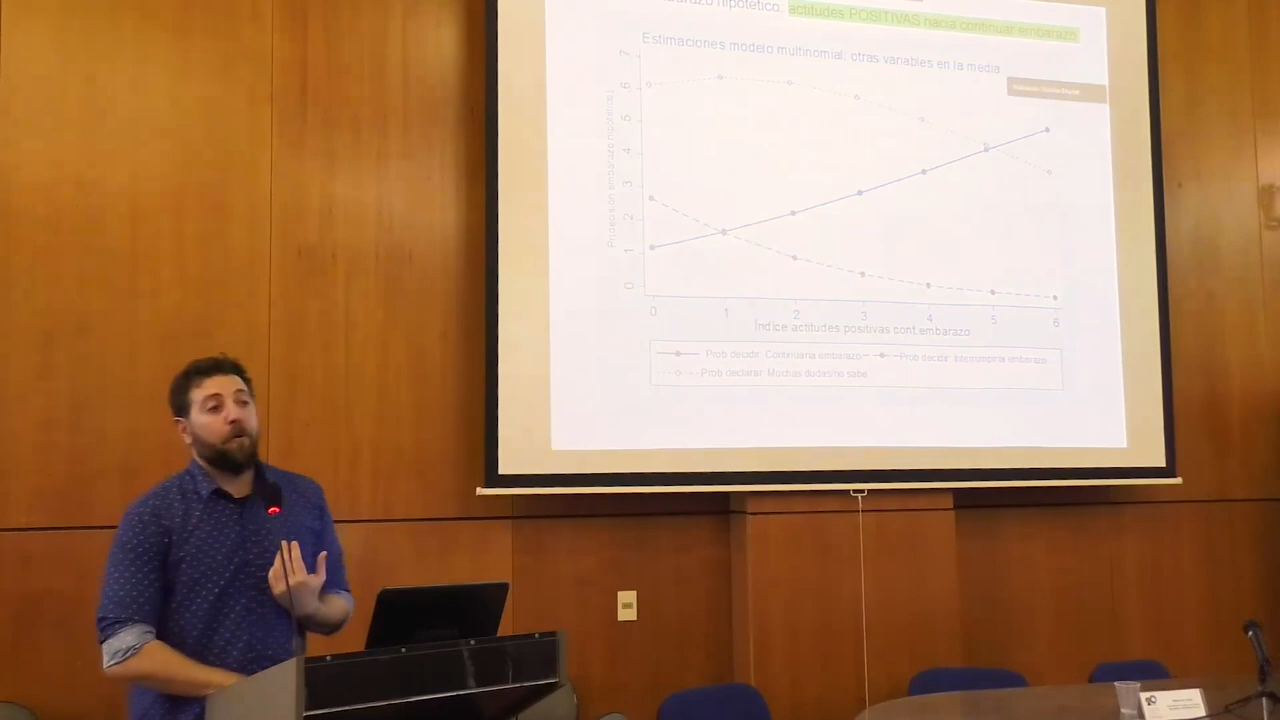 hipotético: actitudes POSITIVAS hacia continuar embarazo
Estimaciones modelo multinomial; otras variables en la media
.7
.6
.5
.4
.3
.2
.1
0
0 1 2 3 4 5 6
Índice actitudes positivas cont.embarazo
Prob decidir: Continuaría embarazo
Prob decidir: Interrumpiría embarazo
Prob declarar: Muchas dudas/no sabe